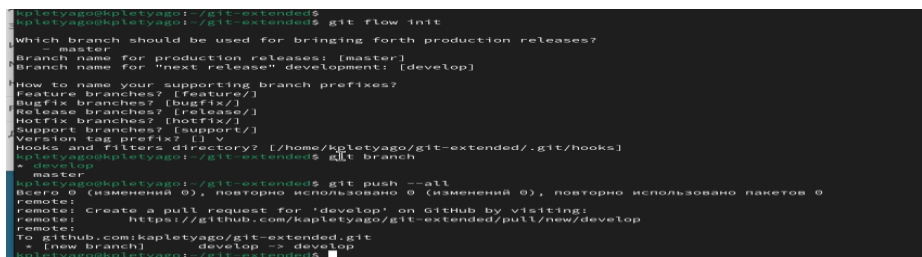 kpletyago@kpletyago:~/git-extended$
kpletyago@kpletyago:~/git-extended$ git flow init
Which branch should be used for bringing forth production releases?
- master
Branch name for production releases: [master]
Branch name for "next release" development: [develop]
How to name your supporting branch prefixes?
Feature branches? [feature/]
Bugfix branches? [bugfix/]
Release branches? [release/]
Hotfix branches? [hotfix/]
Support branches? [support/]
Version tag prefix? [] v
Hooks and filters directory? [/home/kpletyago/git-extended/.git/hooks]
kpletyago@kpletyago:~/git-extended$ git branch
* develop
master
kpletyago@kpletyago:~/git-extended$ git push --all
Всего 0 (изменений 0), повторно использовано 0 (изменений 0), повторно использовано пакетов 0
remote:
remote: Create a pull request for 'develop' on GitHub by visiting:
remote: https://github.com/kapletyago/git-extended/pull/new/develop
remote:
To github.com:kapletyago/git-extended.git
* [new branch] develop -> develop
kpletyago@kpletyago:~/git-extended$